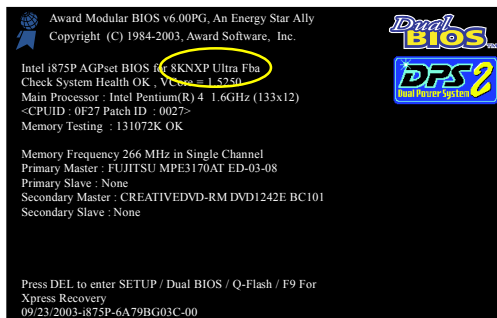 Award Modular BIOS v6.00PG, An Energy Star Ally
Copyright (C) 1984-2003, Award Software, Inc.
Dual
BIOS
TM
Intel i875P AGPset BIOS for 8KNXP Ultra Fba
Check System Health OK , VCore = 1.5250
Main Processor : Intel Pentium(R) 4 1.6GHz (133x12)
<CPUID : 0F27 Patch ID : 0027>
Memory Testing : 131072K OK
DPS2
Dual Power System
Memory Frequency 266 MHz in Single Channel
Primary Master : FUJITSU MPE3170AT ED-03-08
Primary Slave : None
Secondary Master : CREATIVEDVD-RM DVD1242E BC101
Secondary Slave : None
Press DEL to enter SETUP / Dual BIOS / Q-Flash / F9 For
Xpress Recovery
09/23/2003-i875P-6A79BG03C-00